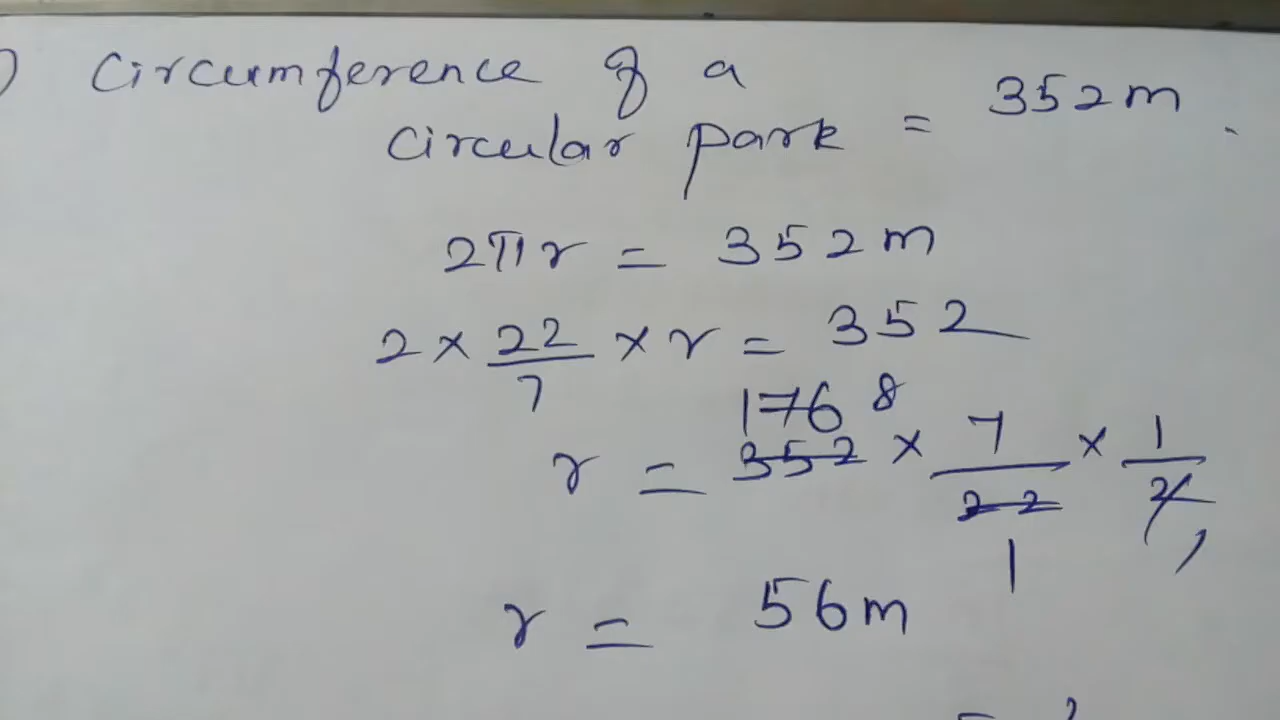 ) Circumference of a
circular park = 352m.
2πr = 352m
2 × 22/7 × r = 352
176 8
r = 352 × 7/22 × 1/2
1 1
r = 56m